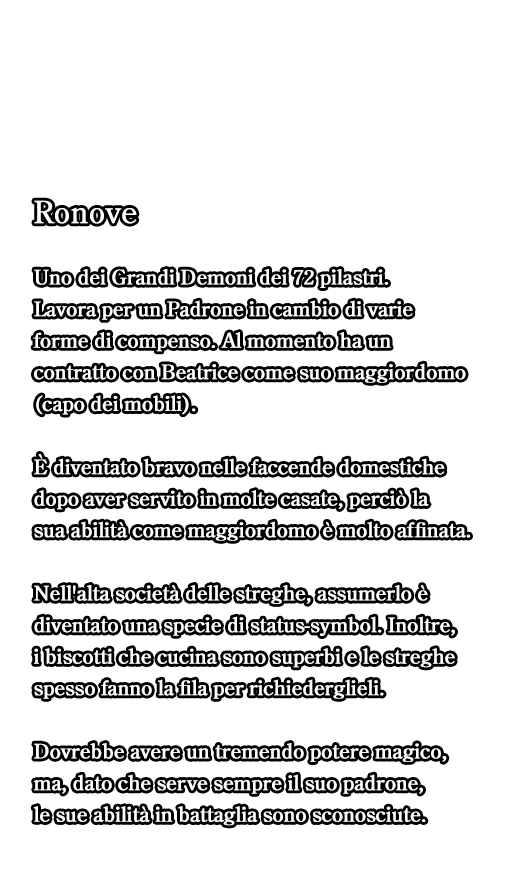 Ronove
Uno dei Grandi Demoni dei 72 pilastri.
Lavora per un Padrone in cambio di varie
forme di compenso. Al momento ha un
contratto con Beatrice come suo maggiordomo
(capo dei mobili).
È diventato bravo nelle faccende domestiche
dopo aver servito in molte casate, perciò la
sua abilità come maggiordomo è molto affinata.
Nell'alta società delle streghe, assumerlo è
diventato una specie di status-symbol. Inoltre,
i biscotti che cucina sono superbi e le streghe
spesso fanno la fila per richiederglieli.
Dovrebbe avere un tremendo potere magico,
ma, dato che serve sempre il suo padrone,
le sue abilità in battaglia sono sconosciute.